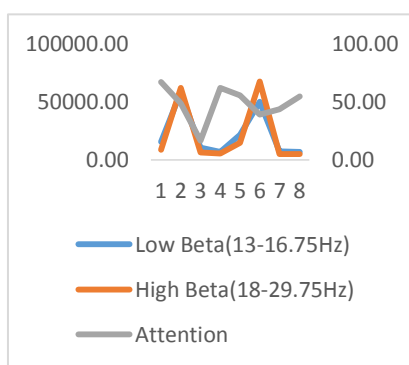 100000.00 100.00
50000.00 50.00
0.00 0.00
1 2 3 4 5 6 7 8
Low Beta(13-16.75Hz)
High Beta(18-29.75Hz)
Attention